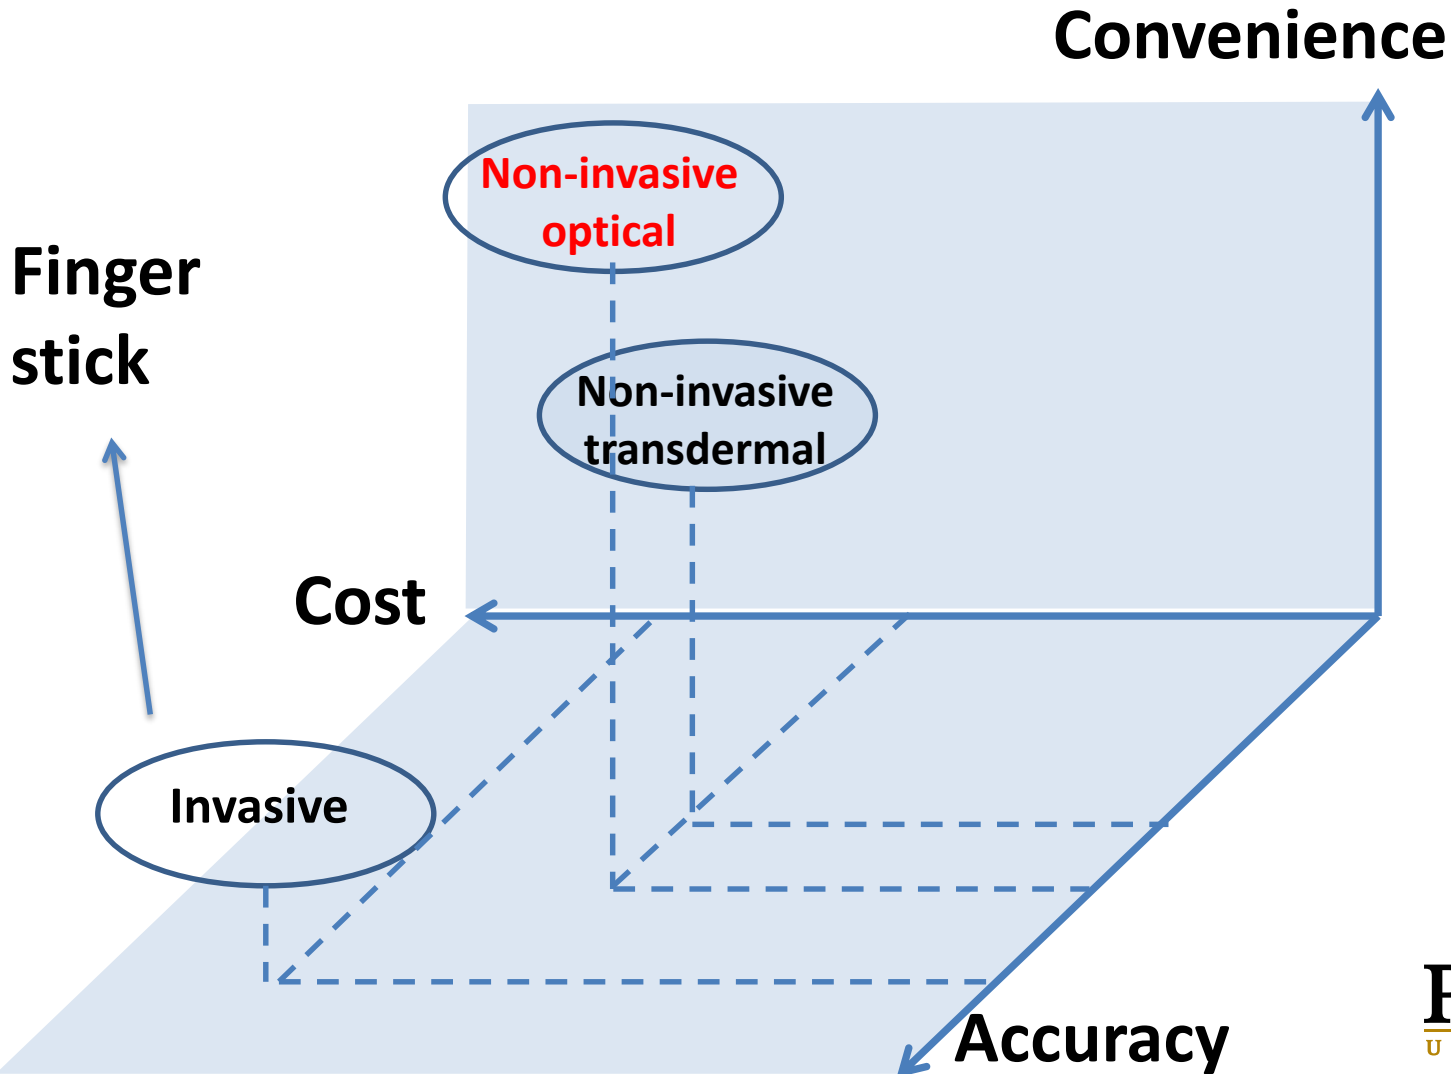 Convenience
Non-invasive
optical
Finger
stick
Non-invasive
transdermal
Cost
Invasive
Accuracy
U